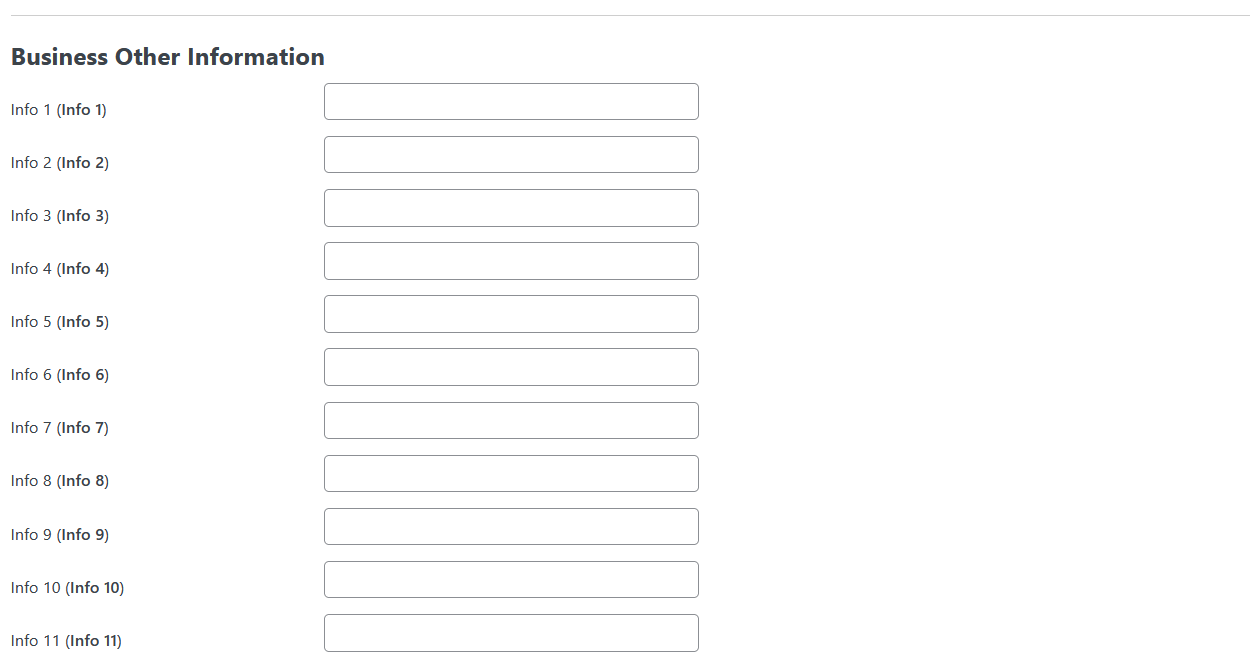 Business Other Information
Info 1 (Info 1)
Info 2 (Info 2)
Info 3 (Info 3)
Info 4 (Info 4)
Info 5 (Info 5)
Info 6 (Info 6)
Info 7 (Info 7)
Info 8 (Info 8)
Info 9 (Info 9)
Info 10 (Info 10)
Info 11 (Info 11)